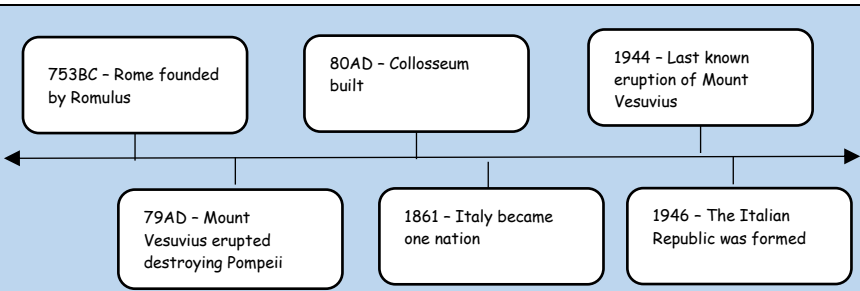 753BC – Rome founded
by Romulus
80AD – Collosseum
built
1944 – Last known
eruption of Mount
Vesuvius
79AD – Mount
Vesuvius erupted
destroying Pompeii
1861 – Italy became
one nation
1946 – The Italian
Republic was formed